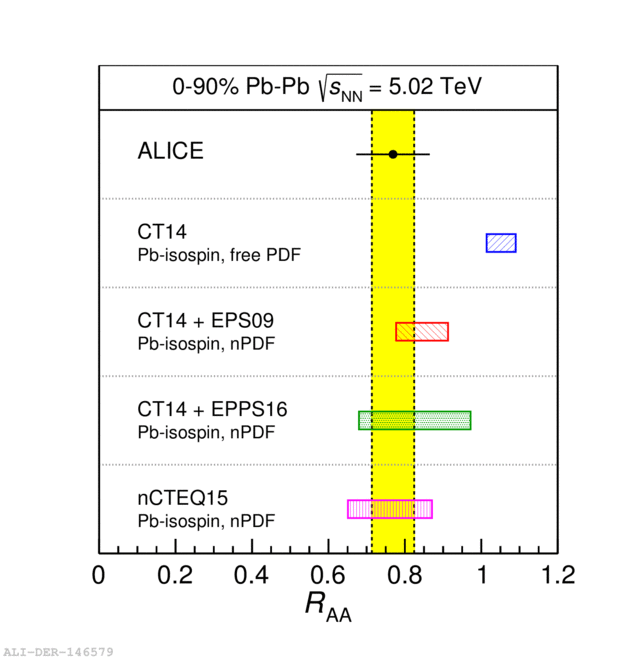 0-90% Pb-Pb √sNN = 5.02 TeV
ALICE
CT14
Pb-isospin, free PDF
CT14 + EPS09
Pb-isospin, nPDF
CT14 + EPPS16
Pb-isospin, nPDF
nCTEQ15
Pb-isospin, nPDF
0 0.2 0.4 0.6 0.8 1 1.2
RAA
ALI-DER-146579